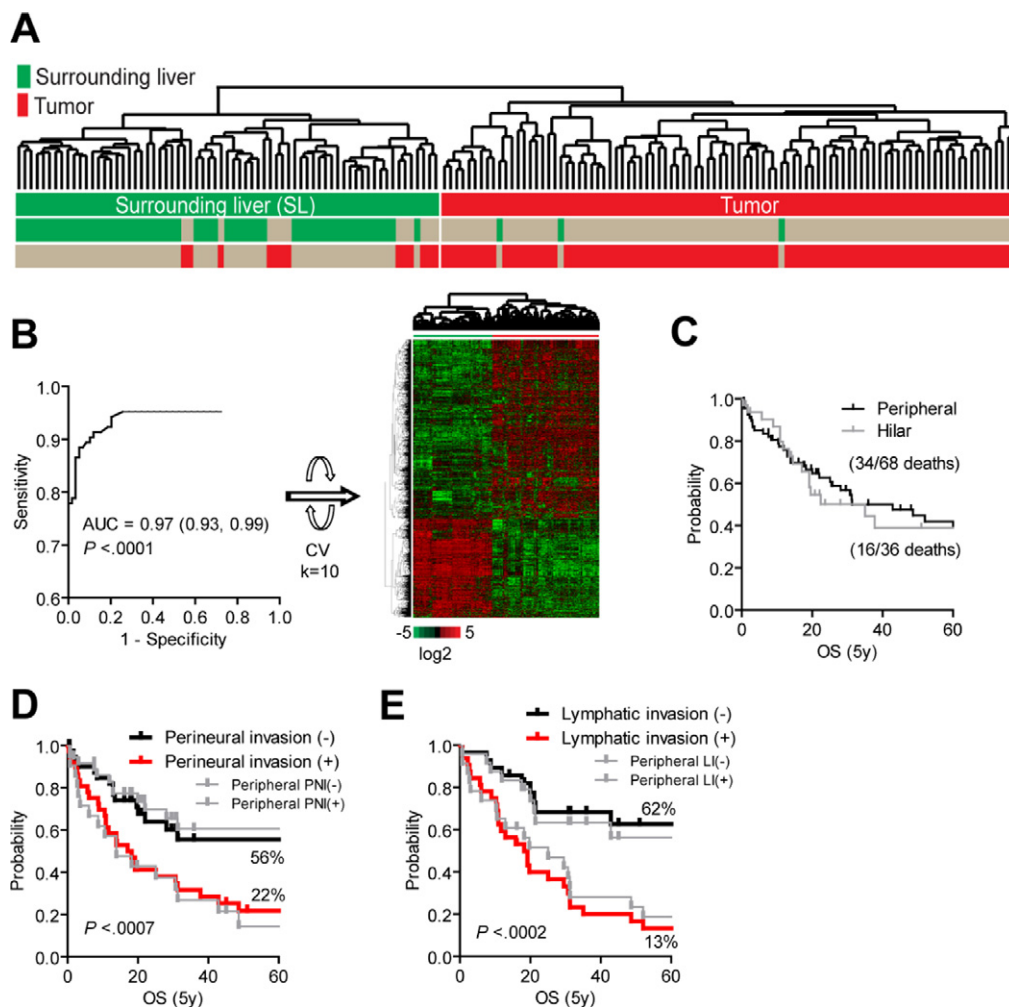 A
Surrounding liver
Tumor
Surrounding liver (SL)
Tumor
B
Sensitivity
1.0
0.9
0.8
0.7
0.6
AUC = 0.97 (0.93, 0.99)
P <.0001
0.0 0.2 0.4 0.6 0.8 1.0
1 - Specificity
CV
k=10
-5 5
log2
C
Probability
1.0
0.8
0.6
0.4
0.2
0.0
Peripheral
Hilar
(34/68 deaths)
(16/36 deaths)
0 20 40 60
OS (5y)
D
Perineural invasion (-)
Perineural invasion (+)
Peripheral PNI(-)
Peripheral PNI(+)
Probability
1.0
0.8
0.6
0.4
0.2
0.0
56%
22%
P <.0007
0 20 40 60
OS (5y)
E
Lymphatic invasion (-)
Lymphatic invasion (+)
Peripheral LI(-)
Peripheral LI(+)
Probability
1.0
0.8
0.6
0.4
0.2
0.0
62%
P <.0002
13%
0 20 40 60
OS (5y)